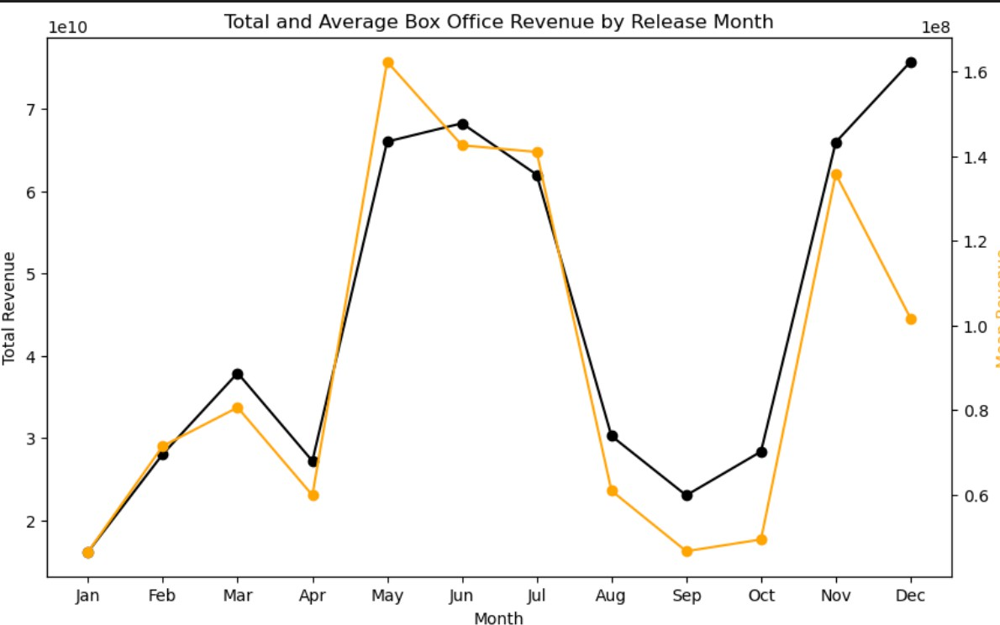 Total and Average Box Office Revenue by Release Month
1e10
1e8
7
6
5
4
3
2
Total Revenue
1.6
1.4
1.2
1.0
0.8
0.6
Mean Revenue
Jan Feb Mar Apr May Jun Jul Aug Sep Oct Nov Dec
Month